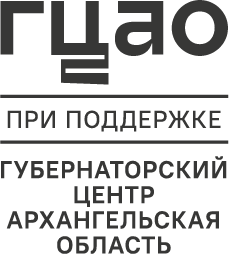 гцао
ПРИ ПОДДЕРЖКЕ
ГУБЕРНАТОРСКИЙ
ЦЕНТР
АРХАНГЕЛЬСКАЯ
ОБЛАСТЬ